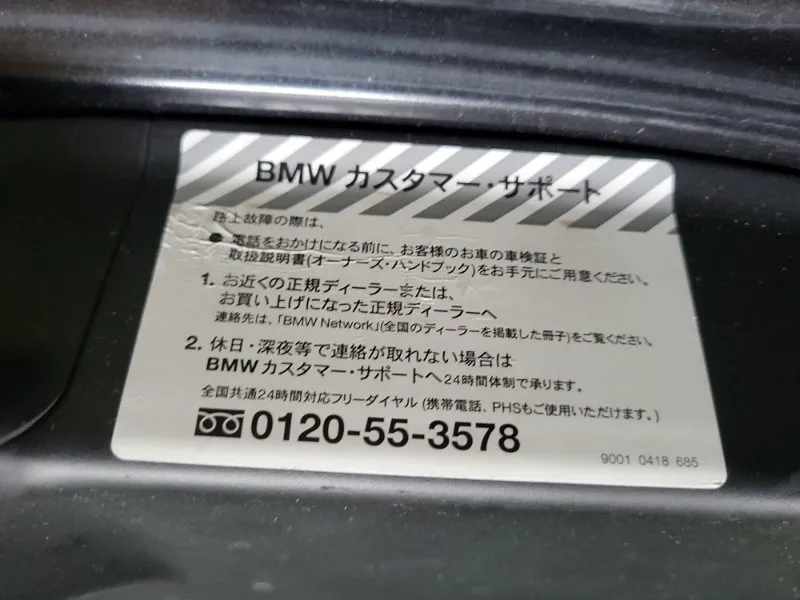 BMW カスタマー・サポート
路上故障の際は、
● 電話をおかけになる前に、お客様のお車の車検証と
取扱説明書(オーナーズ・ハンドブック)をお手元にご用意ください。
1. お近くの正規ディーラーまたは、
お買い上げになった正規ディーラーへ
連絡先は、「BMW Network」(全国のディーラーを掲載した冊子)をご覧ください。
2. 休日・深夜等で連絡が取れない場合は
BMWカスタマー・サポートへ24時間体制で承ります。
全国共通24時間対応フリーダイヤル (携帯電話、PHSもご使用いただけます。)
0120-55-3578
9001 0418 685